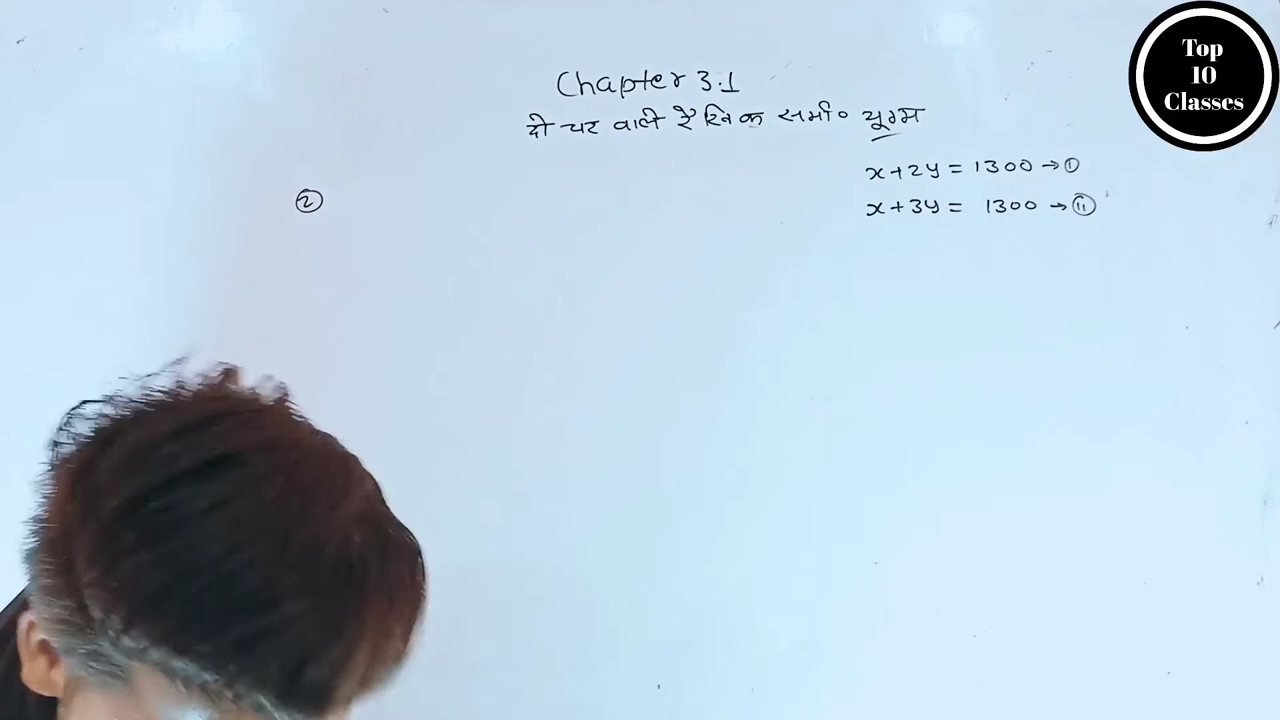 Top
10
Classes
Chapter 3.1
दो चर वाले रैखिक समी० युग्म
x+2y = 1300 → ①
x+3y = 1300 → ⑪
②